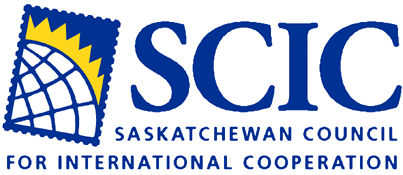 SCIC
SASKATCHEWAN COUNCIL
FOR INTERNATIONAL COOPERATION